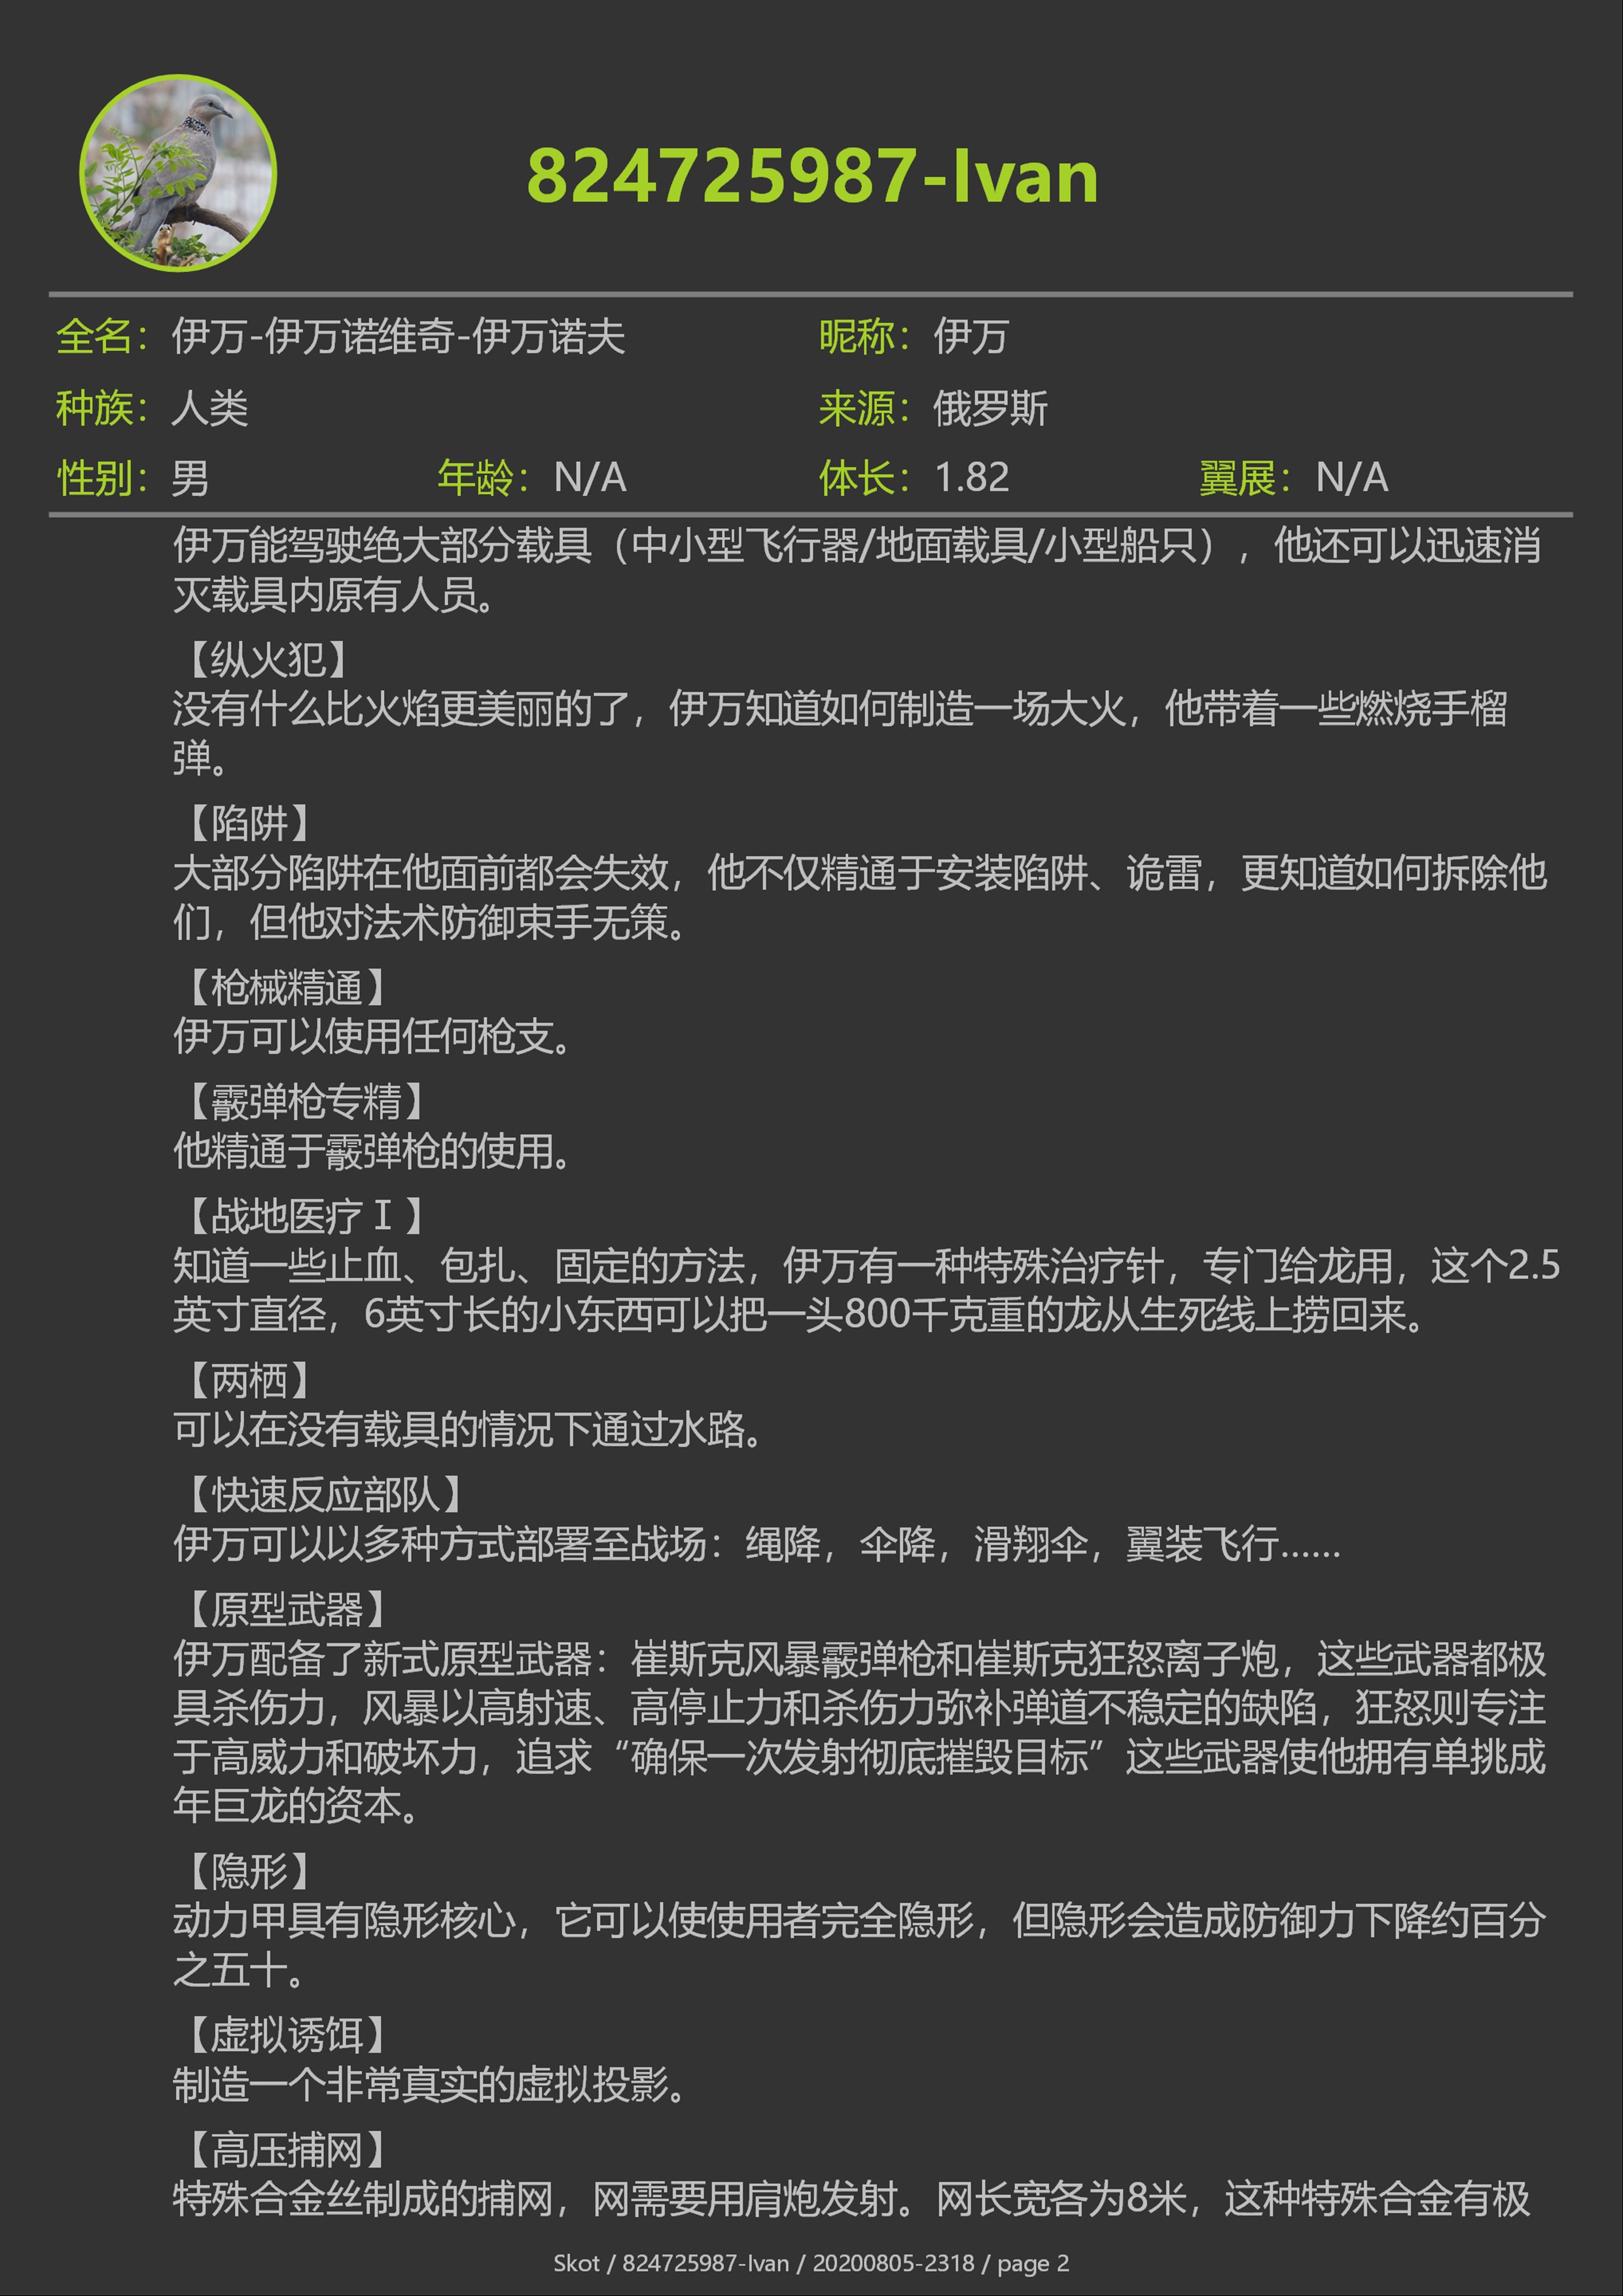 824725987-Ivan
全名：伊万-伊万诺维奇-伊万诺夫 昵称：伊万
种族：人类 来源：俄罗斯
性别：男 年龄：N/A 体长：1.82 翼展：N/A
伊万能驾驶绝大部分载具（中小型飞行器/地面载具/小型船只），他还可以迅速消
灭载具内原有人员。
【纵火犯】
没有什么比火焰更美丽的了，伊万知道如何制造一场大火，他带着一些燃烧手榴
弹。
【陷阱】
大部分陷阱在他面前都会失效，他不仅精通于安装陷阱、诡雷，更知道如何拆除他
们，但他对法术防御束手无策。
【枪械精通】
伊万可以使用任何枪支。
【霰弹枪专精】
他精通于霰弹枪的使用。
【战地医疗Ⅰ】
知道一些止血、包扎、固定的方法，伊万有一种特殊治疗针，专门给龙用，这个2.5
英寸直径，6英寸长的小东西可以把一头800千克重的龙从生死线上捞回来。
【两栖】
可以在没有载具的情况下通过水路。
【快速反应部队】
伊万可以以多种方式部署至战场：绳降，伞降，滑翔伞，翼装飞行……
【原型武器】
伊万配备了新式原型武器：崔斯克风暴霰弹枪和崔斯克狂怒离子炮，这些武器都极
具杀伤力，风暴以高射速、高停止力和杀伤力弥补弹道不稳定的缺陷，狂怒则专注
于高威力和破坏力，追求“确保一次发射彻底摧毁目标”这些武器使他拥有单挑成
年巨龙的资本。
【隐形】
动力甲具有隐形核心，它可以使使用者完全隐形，但隐形会造成防御力下降约百分
之五十。
【虚拟诱饵】
制造一个非常真实的虚拟投影。
【高压捕网】
特殊合金丝制成的捕网，网需要用肩炮发射。网长宽各为8米，这种特殊合金有极
Skot / 824725987-Ivan / 20200805-2318 / page 2